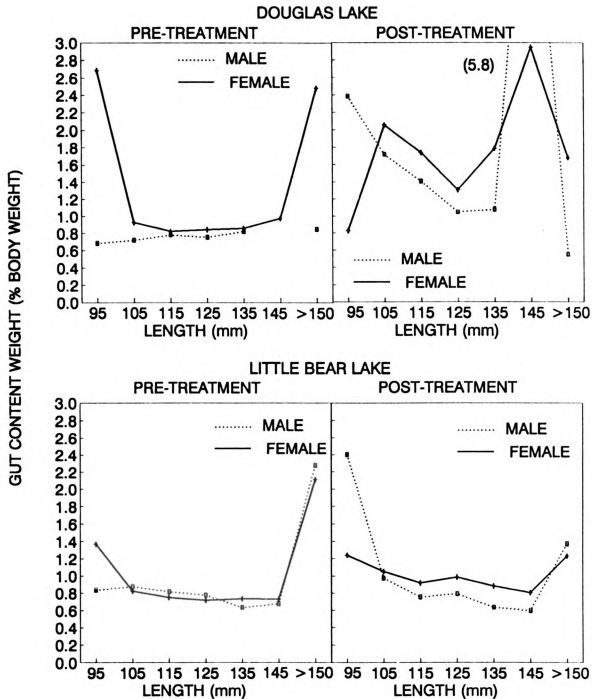 DOUGLAS LAKE
PRE-TREATMENT POST-TREATMENT
GUT CONTENT WEIGHT (% BODY WEIGHT)
3.0
2.8
2.6
2.4
2.2
2.0
1.8
1.6
1.4
1.2
1.0
0.8
0.6
0.4
0.2
0.0
MALE
FEMALE
95 105 115 125 135 145 >150
LENGTH (mm)
(5.8)
MALE
FEMALE
95 105 115 125 135 145 >150
LENGTH (mm)
LITTLE BEAR LAKE
PRE-TREATMENT POST-TREATMENT
3.0
2.8
2.6
2.4
2.2
2.0
1.8
1.6
1.4
1.2
1.0
0.8
0.6
0.4
0.2
0.0
MALE
FEMALE
95 105 115 125 135 145 >150
LENGTH (mm)
MALE
FEMALE
95 105 115 125 135 145 >150
LENGTH (mm)